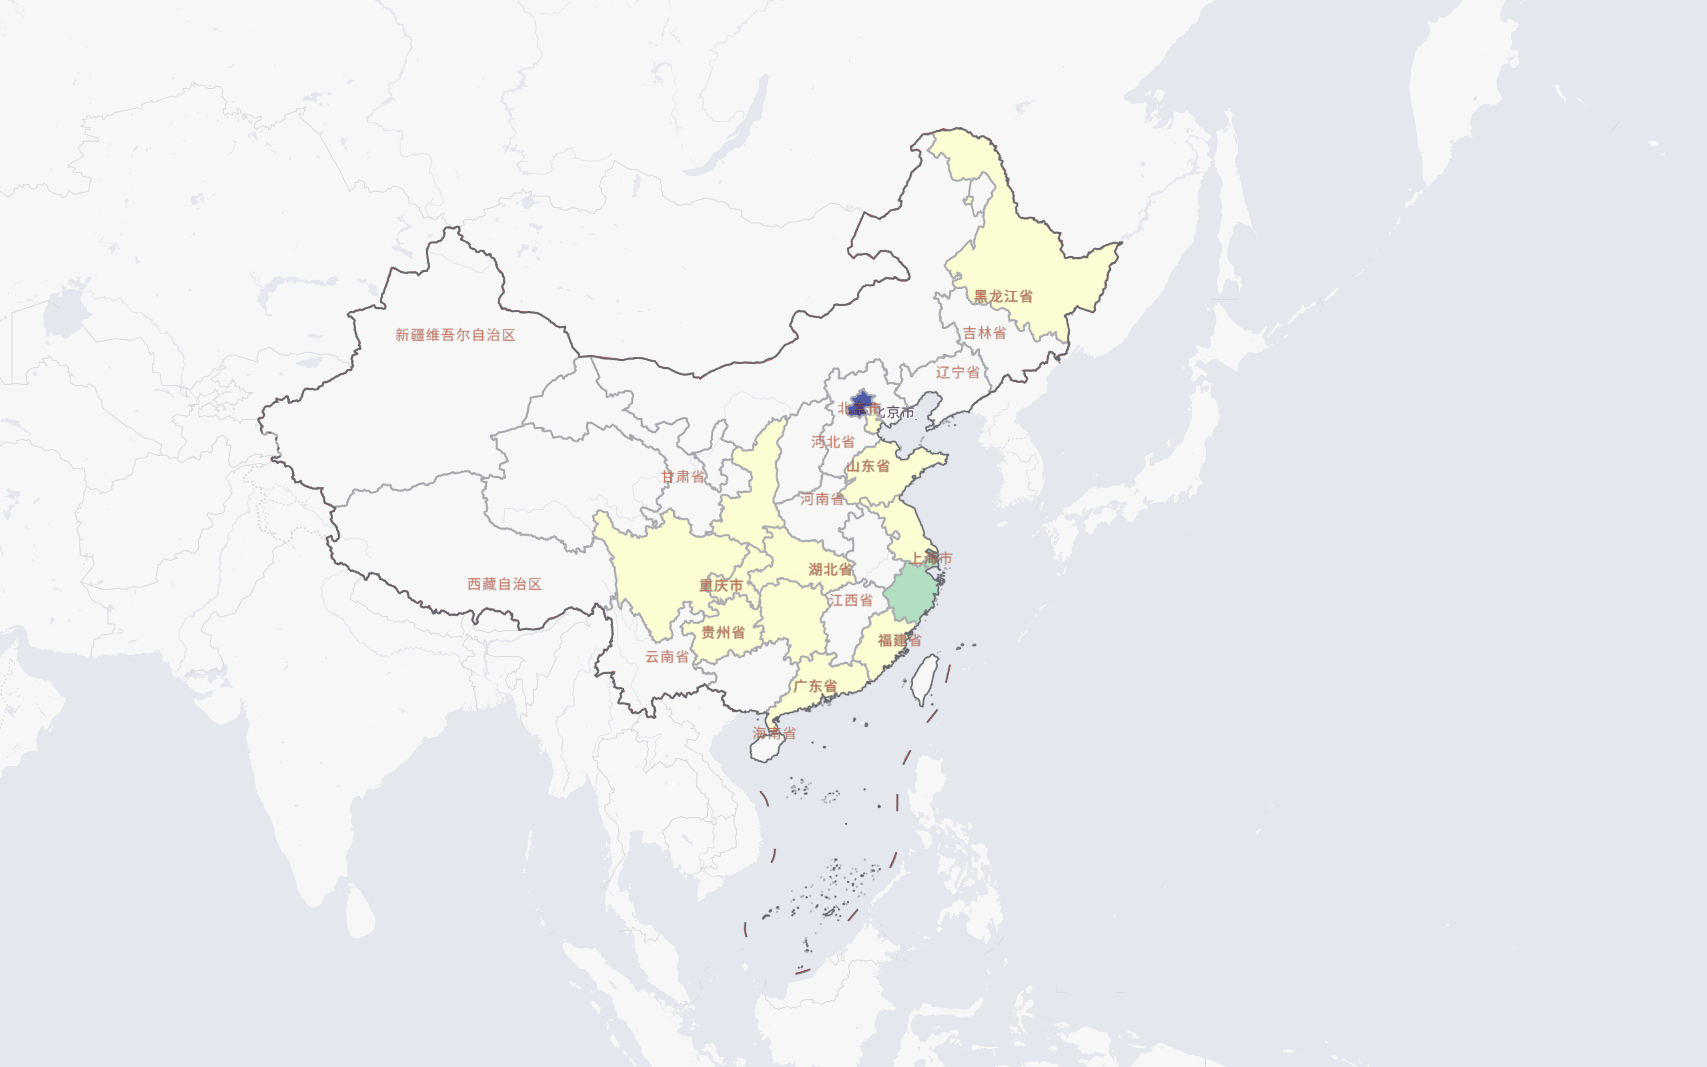 黑龙江省
吉林省
新疆维吾尔自治区
辽宁省
北京市
北京市
河北省
山东省
甘肃省
河南省
上海市
湖北省
西藏自治区
重庆市
江西省
贵州省
福建省
云南省
广东省
海南省